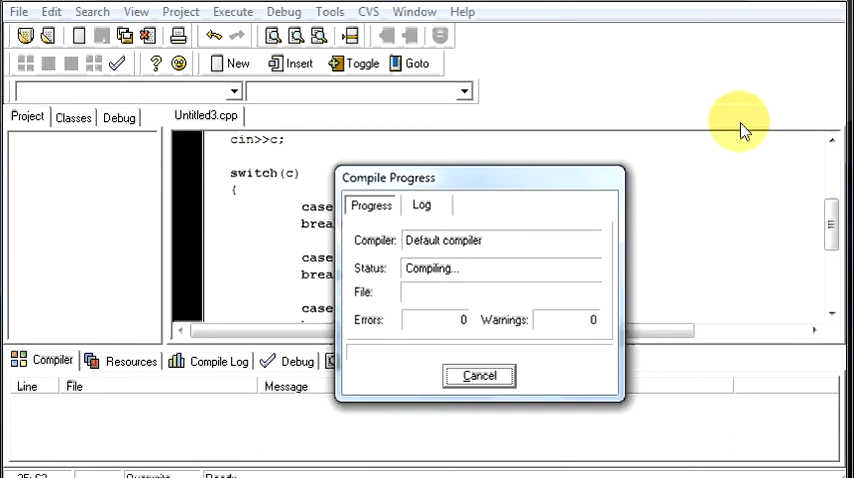 File Edit Search View Project Execute Debug Tools CVS Window Help
New Insert Toggle Goto
Project Classes Debug Untitled3.cpp
cin>>c;
switch(c)
{
case
brea
case
brea
case
Compile Progress
Progress Log
Compiler: Default compiler
Status: Compiling...
File:
Errors: 0 Warnings: 0
Cancel
Compiler Resources Compile Log Debug
Line File Message